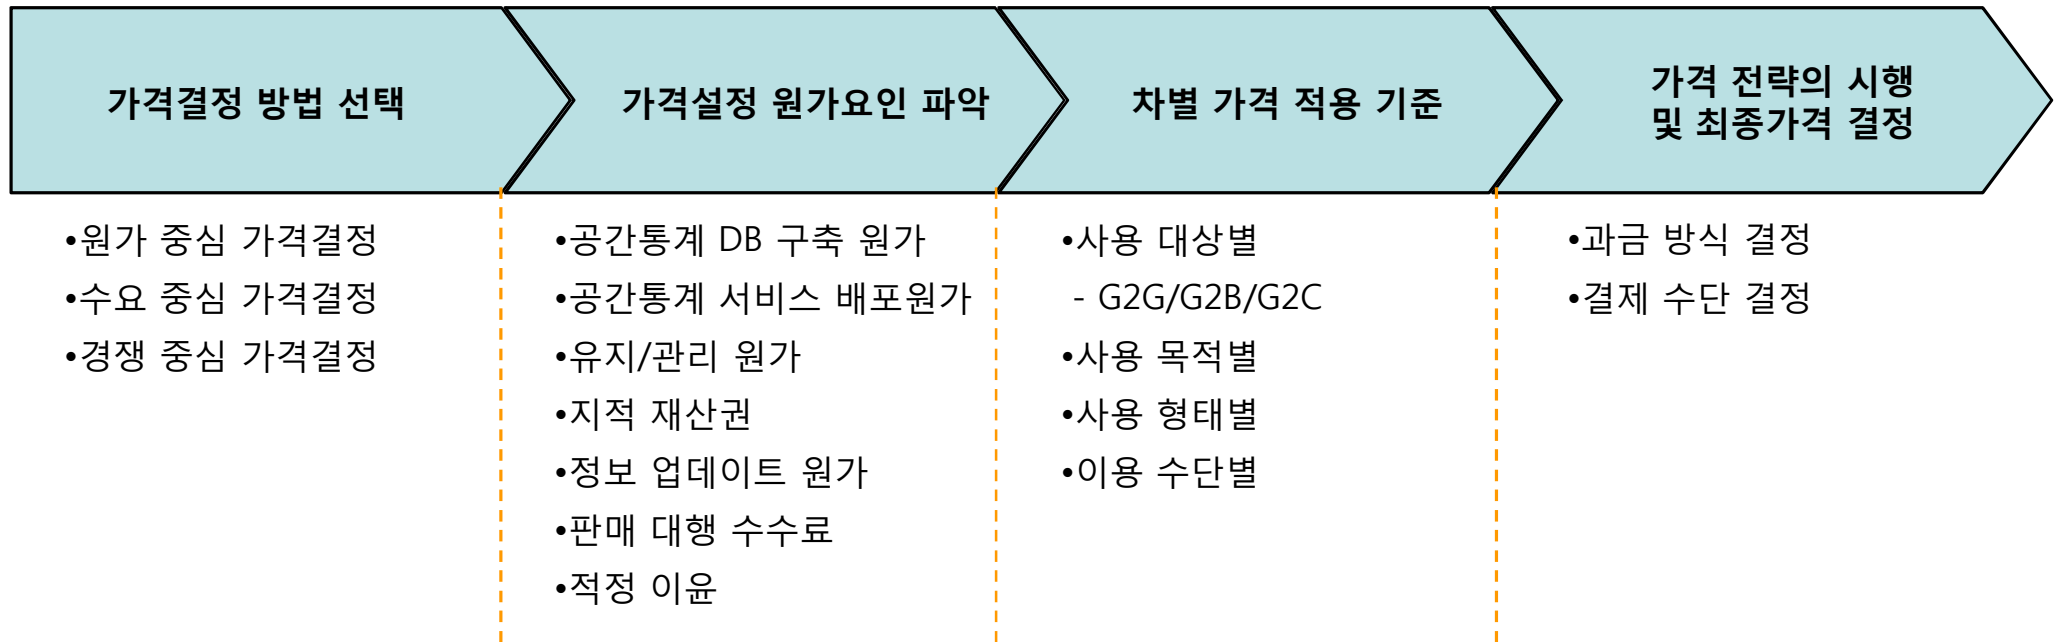 가격결정 방법 선택
가격설정 원가요인 파악
차별 가격 적용 기준
가격 전략의 시행
및 최종가격 결정
•원가 중심 가격결정
•수요 중심 가격결정
•경쟁 중심 가격결정
•공간통계 DB 구축 원가
•공간통계 서비스 배포원가
•유지/관리 원가
•지적 재산권
•정보 업데이트 원가
•판매 대행 수수료
•적정 이윤
•사용 대상별
- G2G/G2B/G2C
•사용 목적별
•사용 형태별
•이용 수단별
•과금 방식 결정
•결제 수단 결정